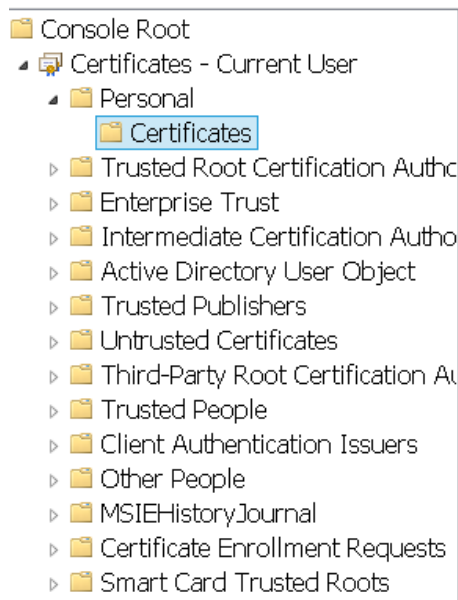 Console Root
Certificates - Current User
Personal
Certificates
Trusted Root Certification Authc
Enterprise Trust
Intermediate Certification Autho
Active Directory User Object
Trusted Publishers
Untrusted Certificates
Third-Party Root Certification Au
Trusted People
Client Authentication Issuers
Other People
MSIEHistoryJournal
Certificate Enrollment Requests
Smart Card Trusted Roots